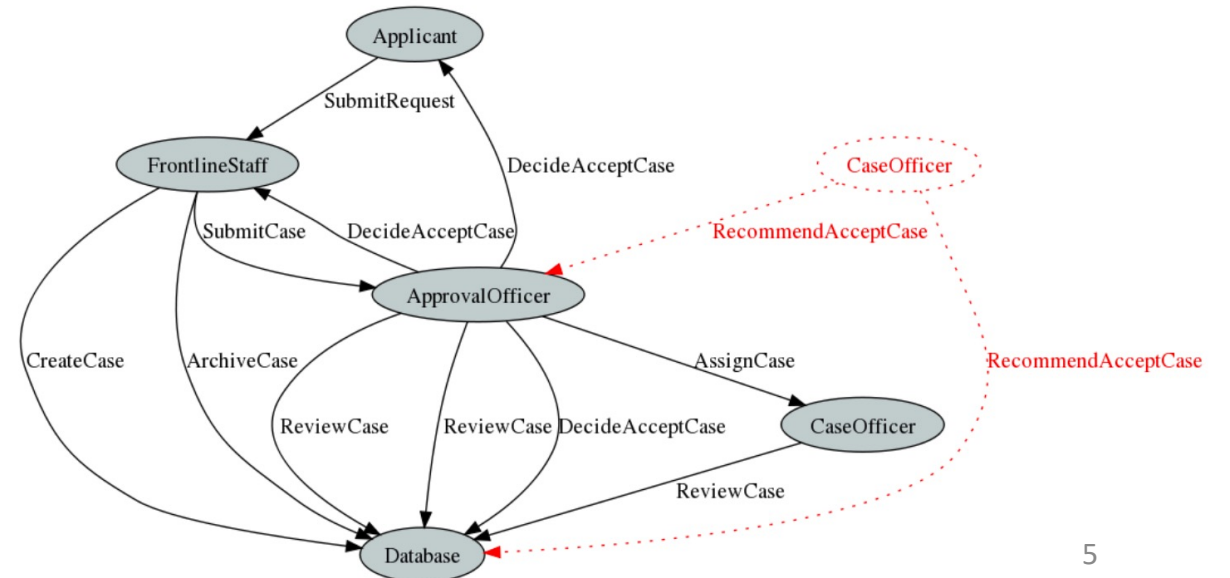 Applicant
SubmitRequest
FrontlineStaff
DecideAcceptCase
CaseOfficer
SubmitCase
DecideAcceptCase
RecommendAcceptCase
ApprovalOfficer
CreateCase
ArchiveCase
AssignCase
RecommendAcceptCase
ReviewCase
ReviewCase
DecideAcceptCase
CaseOfficer
ReviewCase
Database
5